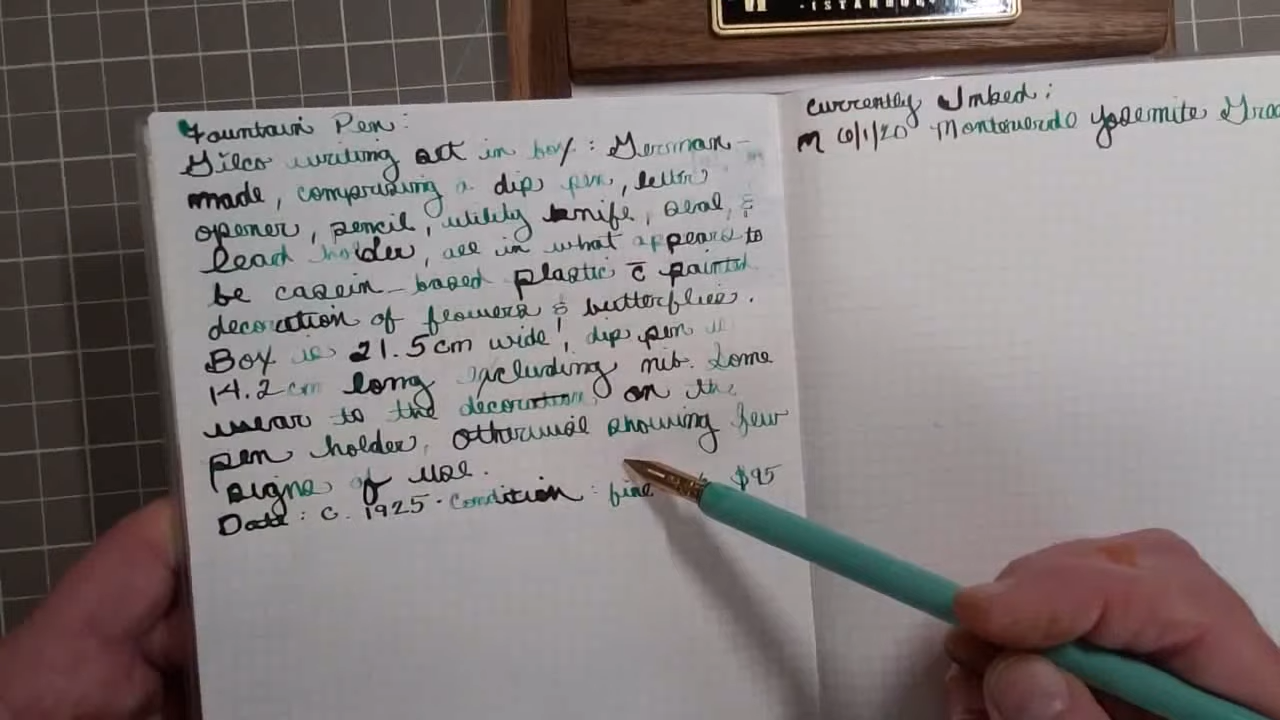 ISTANBUL
Fountain Pen:
Gilco writing set in box: German-
made, comprising a dip pen, letter
opener, pencil, utility knife, seal, &
lead holder, all in what appears to
be casein-based plastic c̄ painted
decoration of flowers & butterflies.
Box is 21.5cm wide; dip pen is
14.2cm long including nib. Some
wear to the decoration on the
pen holder, otherwise showing few
signs of use.
Date: c. 1925. Condition: fine $95
Currently Inked:
M 6/1/20 Monteverde Yosemite